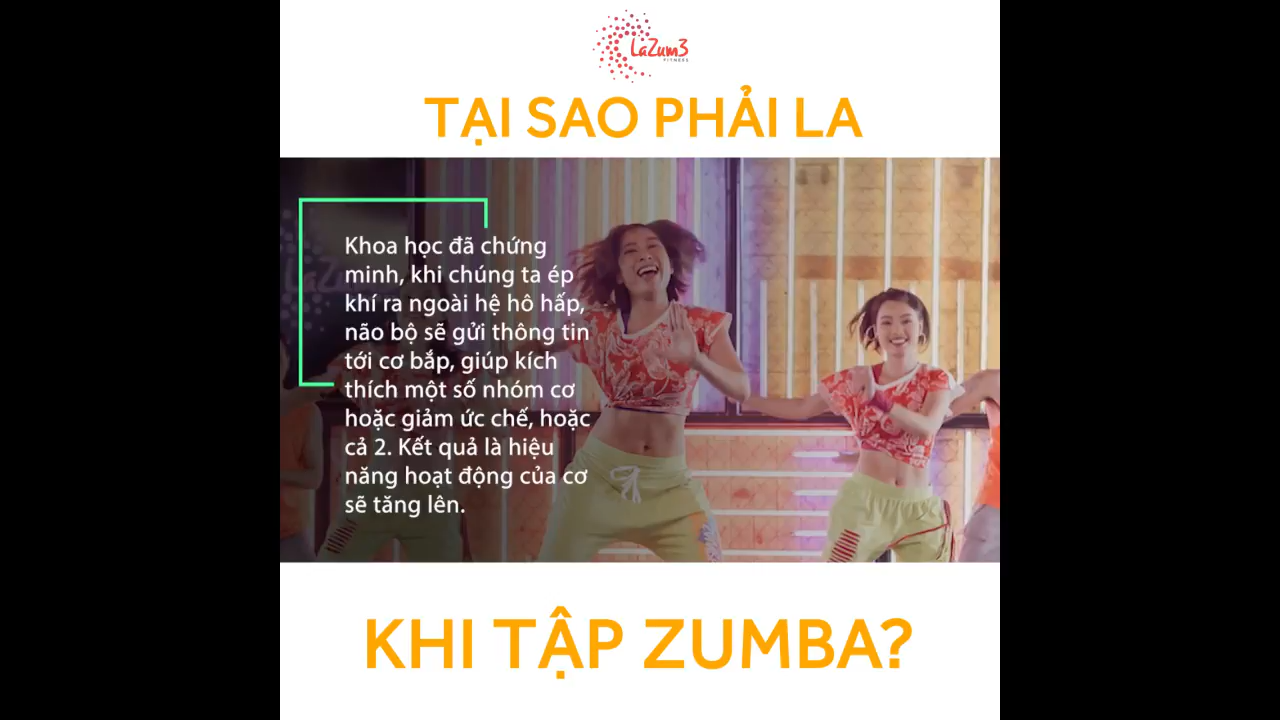 LaZum3
FITNESS
TẠI SAO PHẢI LA
Khoa học đã chứng
minh, khi chúng ta ép
khí ra ngoài hệ hô hấp,
não bộ sẽ gửi thông tin
tới cơ bắp, giúp kích
thích một số nhóm cơ
hoặc giảm ức chế, hoặc
cả 2. Kết quả là hiệu
năng hoạt động của cơ
sẽ tăng lên.
KHI TẬP ZUMBA?